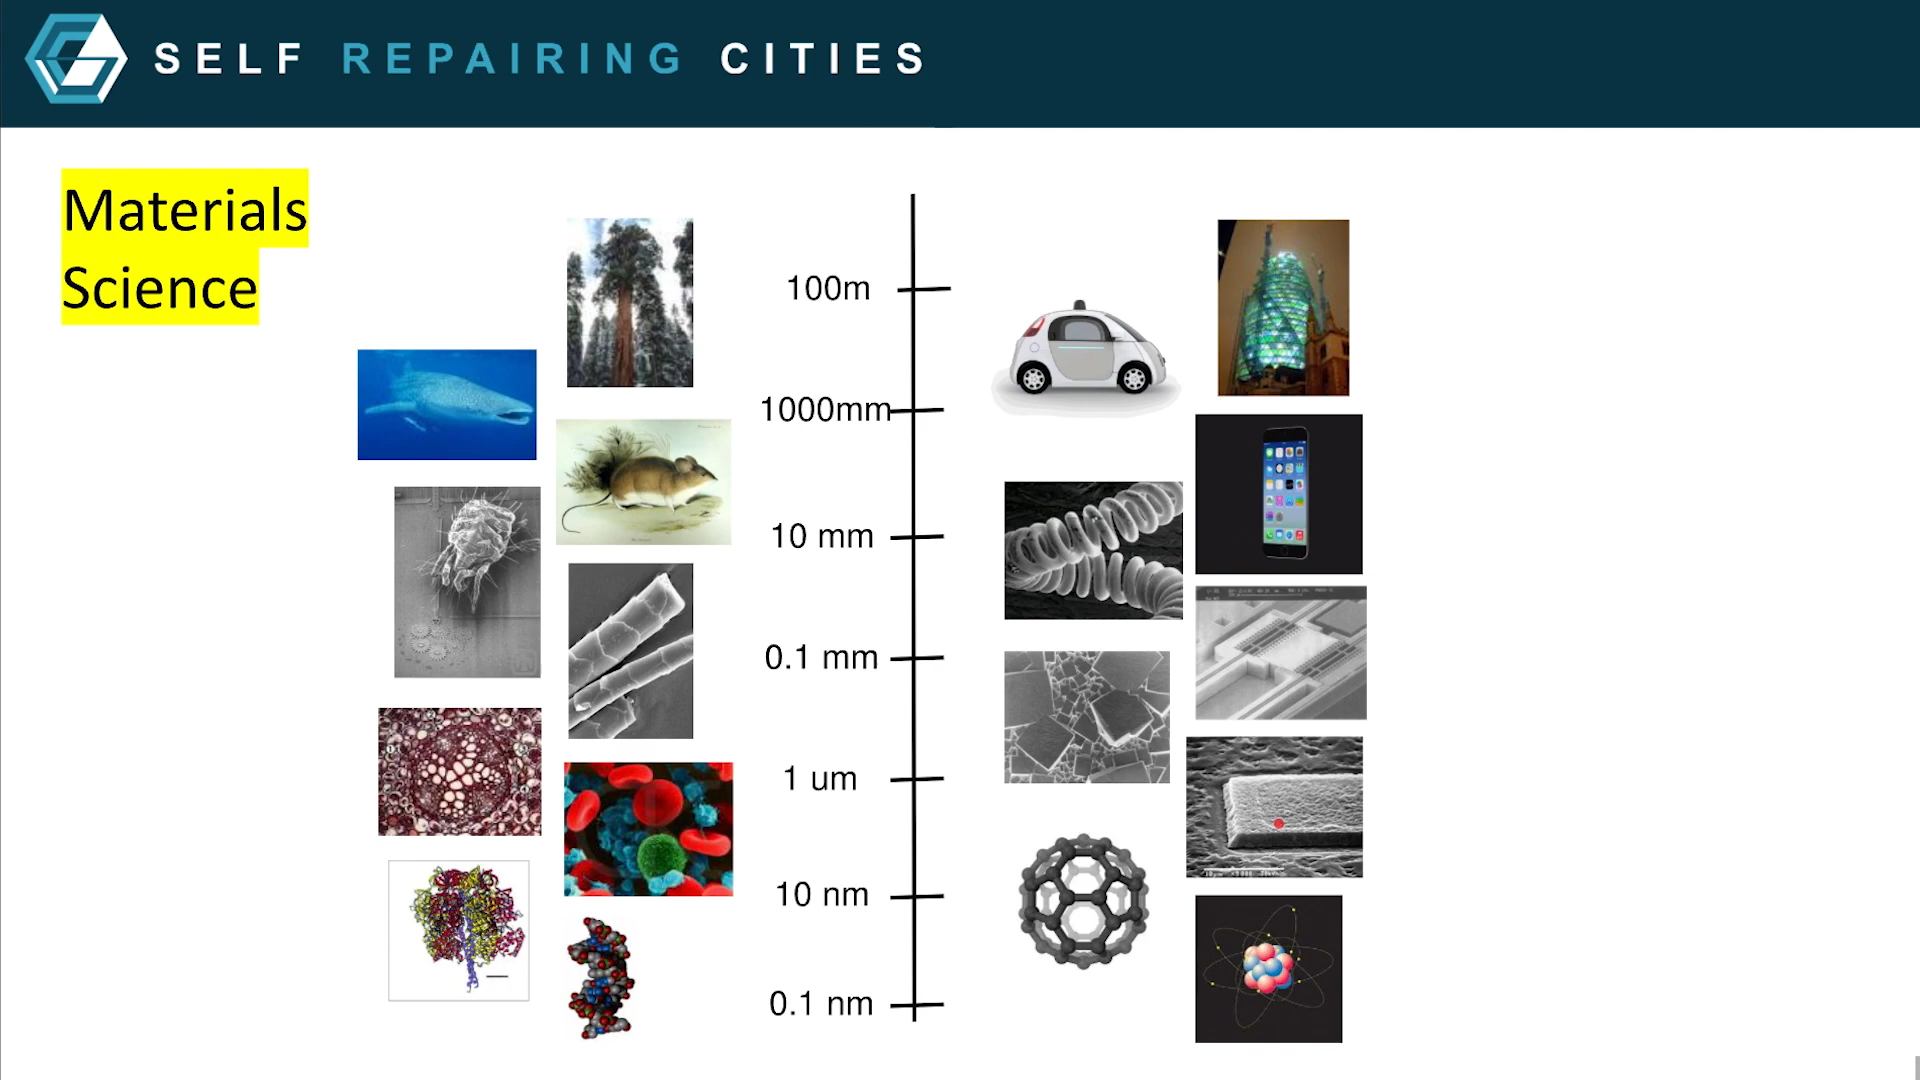 SELF REPAIRING CITIES
Materials
Science
100m
1000mm
10 mm
0.1 mm
1 um
10 nm
0.1 nm